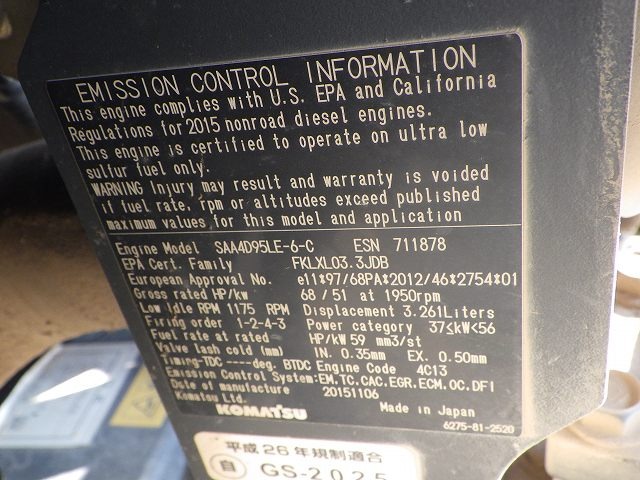 EMISSION CONTROL INFORMATION
This engine complies with U.S. EPA and California
Regulations for 2015 nonroad diesel engines.
This engine is certified to operate on ultra low
sulfur fuel only.
WARNING Injury may result and warranty is voided
if fuel rate, rpm or altitudes exceed published
maximum values for this model and application
Engine Model SAA4D95LE-6-C ESN 711878
EPA Cert. Family FKLXL03.3JDB
European Approval No. e11*97/68PA*2012/46*2754*01
Gross rated HP/kw 68/51 at 1950rpm
Low Idle RPM 1175 RPM Displacement 3.261Liters
Firing order 1-2-4-3 Power category 37≤kW<56
Fuel rate at rated HP/kW 59 mm3/st
Valve lash cold (mm) IN. 0.35mm EX. 0.50mm
Timing-TDC ----deg. BTDC Engine Code 4C13
Emission Control System:EM.TC.CAC.EGR.ECM.OC.DFI
Date of manufacture 20151106
Komatsu Ltd.
KOMATSU Made in Japan
6275-81-2520
平成26年規制適合
自 GS-2025